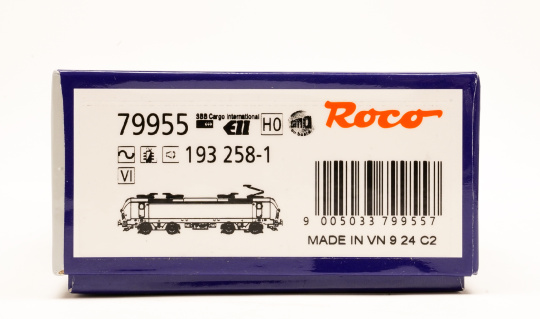 79955 SBB Cargo International ELL H0 Roco
193 258-1
VI
9 005033 799557
MADE IN VN 9 24 C2